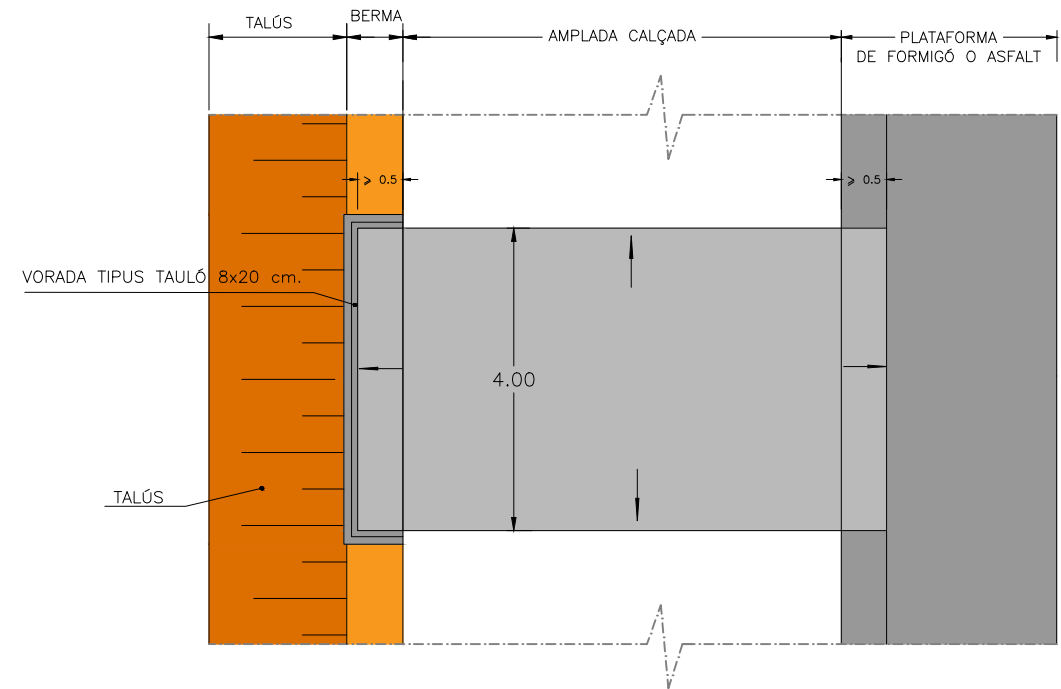 TALÚS
BERMA
AMPLADA CALÇADA
PLATAFORMA
DE FORMIGÓ O ASFALT
⩾ 0.5
⩾ 0.5
VORADA TIPUS TAULÓ 8x20 cm.
4.00
TALÚS